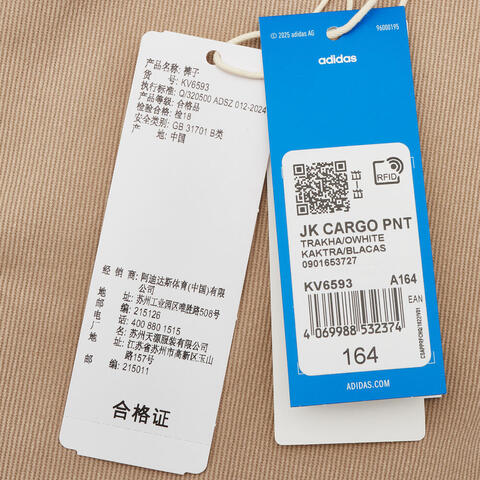 产品名称: 裤子
货 号: KV6593
执行标准: Q/320500 ADSZ 012-2024
产品等级: 合格品
检验合格: 检18
安全类别: GB 31701 B类
产 地: 中国
经 销 商: 阿迪达斯体育(中国)有限
公司
地 址: 苏州工业园区唯胜路508号
邮 编: 215126
电 话: 400 880 1515
厂 名: 苏州天源服装有限公司
地 址: 江苏省苏州市高新区玉山
路157号
邮 编: 215011
合格证
© 2025 adidas AG
96000195
adidas
RFID
JK CARGO PNT
TRAKHA/OWHITE
KAKTRA/BLACAS
0901653727
KV6593 A164
EAN
4 069988 532374
164
ADIDAS.COM